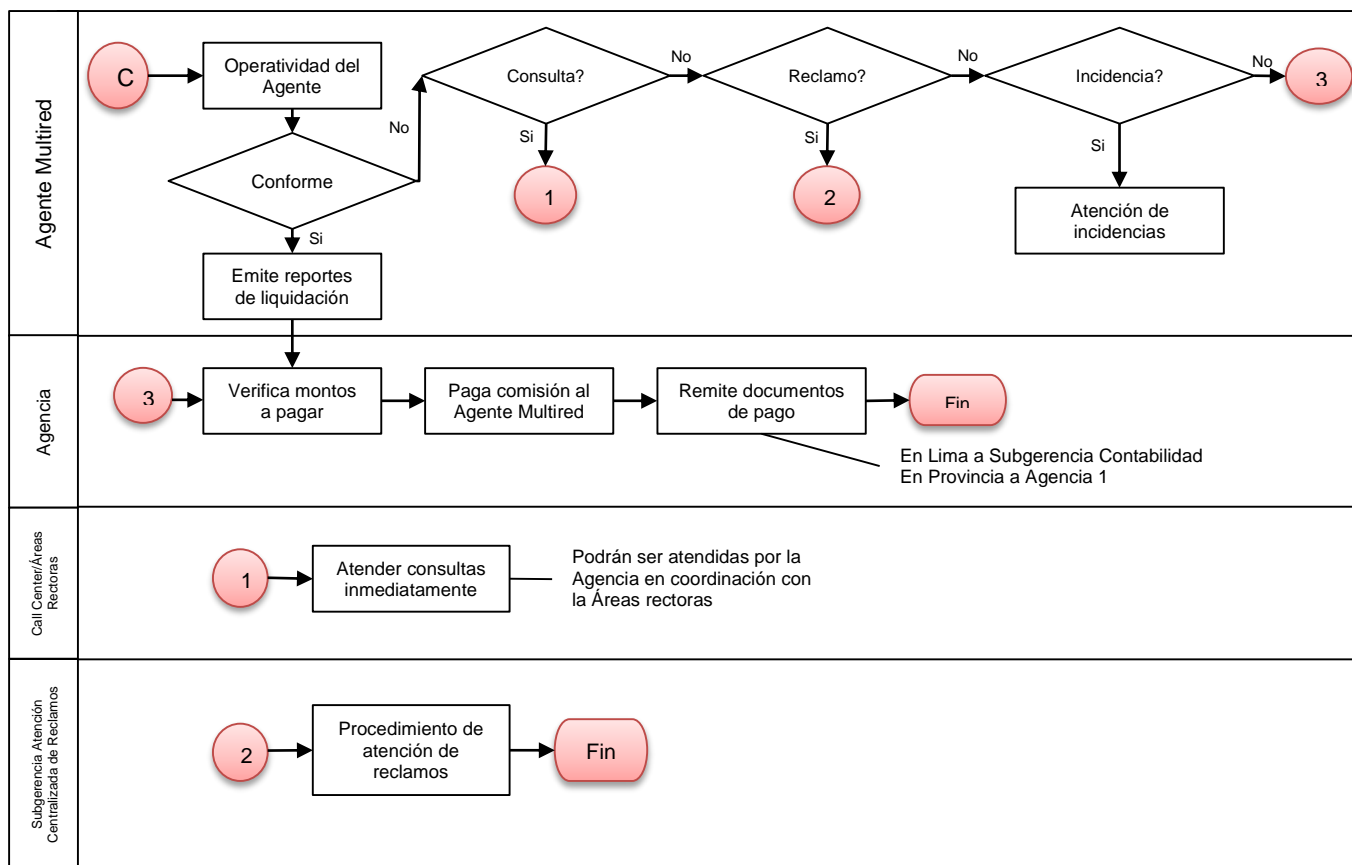 Agente Multired
C
Operatividad del
Agente
Conforme
No
Si
Emite reportes
de liquidación
Consulta?
No
Si
1
Reclamo?
No
Si
2
Incidencia?
No
3
Si
Atención de
incidencias
Agencia
3
Verifica montos
a pagar
Paga comisión al
Agente Multired
Remite documentos
de pago
Fin
En Lima a Subgerencia Contabilidad
En Provincia a Agencia 1
Call Center/Áreas
Rectoras
1
Atender consultas
inmediatamente
Podrán ser atendidas por la
Agencia en coordinación con
la Áreas rectoras
Subgerencia Atención
Centralizada de Reclamos
2
Procedimiento de
atención de
reclamos
Fin